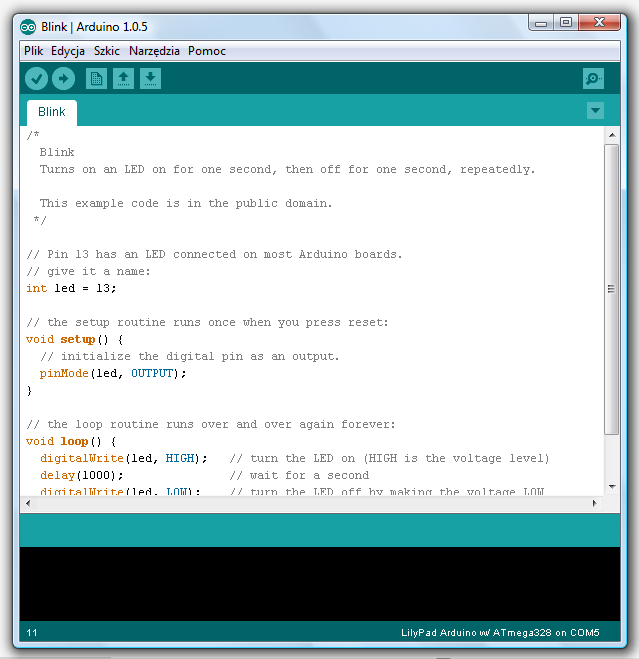 Blink | Arduino 1.0.5
Plik Edycja Szkic Narzędzia Pomoc
Blink
/*
  Blink
  Turns on an LED on for one second, then off for one second, repeatedly.

  This example code is in the public domain.
 */

// Pin 13 has an LED connected on most Arduino boards.
// give it a name:
int led = 13;

// the setup routine runs once when you press reset:
void setup() {
  // initialize the digital pin as an output.
  pinMode(led, OUTPUT);
}

// the loop routine runs over and over again forever:
void loop() {
  digitalWrite(led, HIGH);   // turn the LED on (HIGH is the voltage level)
  delay(1000);               // wait for a second
  digitalWrite(led, LOW);    // turn the LED off by making the voltage LOW
11
LilyPad Arduino w/ ATmega328 on COM5